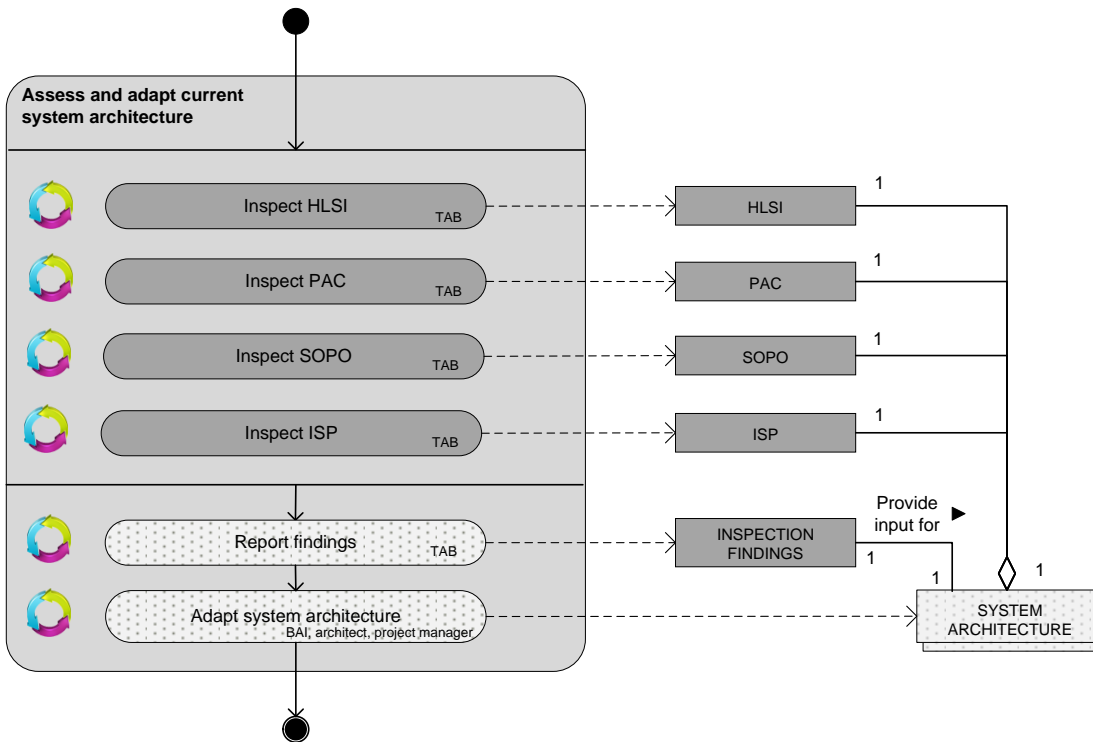 Assess and adapt current
system architecture
Inspect HLSI
TAB
HLSI
1
Inspect PAC
TAB
PAC
1
Inspect SOPO
TAB
SOPO
1
Inspect ISP
TAB
ISP
1
Provide
input for
Report findings
TAB
INSPECTION
FINDINGS
1
1
1
Adapt system architecture
BAI, architect, project manager
SYSTEM
ARCHITECTURE